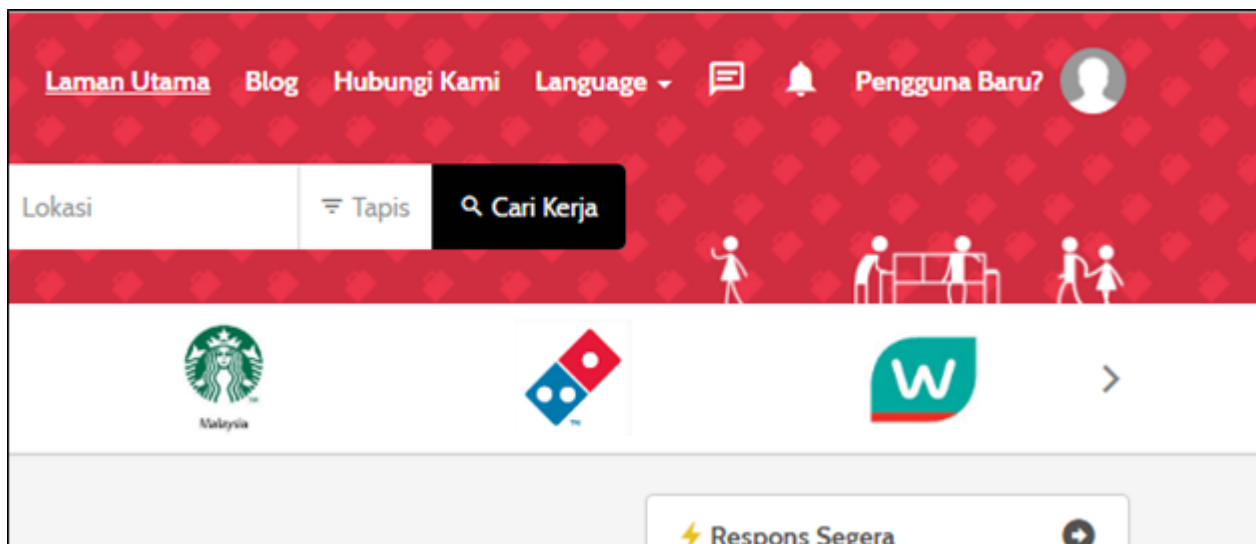 Laman Utama Blog Hubungi Kami Language Pengguna Baru?
Lokasi Tapis Cari Kerja
W
Malaysia
Respons Segera